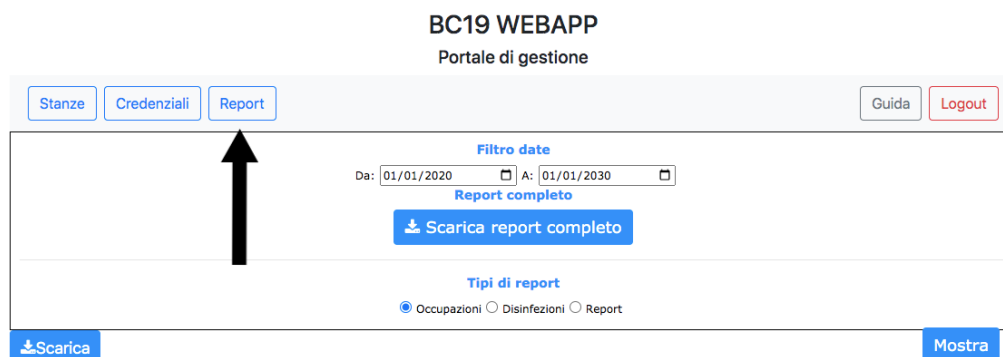 BC19 WEBAPP
Portale di gestione
Stanze Credenziali Report Guida Logout
Filtro date
Da: 01/01/2020 A: 01/01/2030
Report completo
Scarica report completo
Tipi di report
Occupazioni Disinfezioni Report
Scarica Mostra